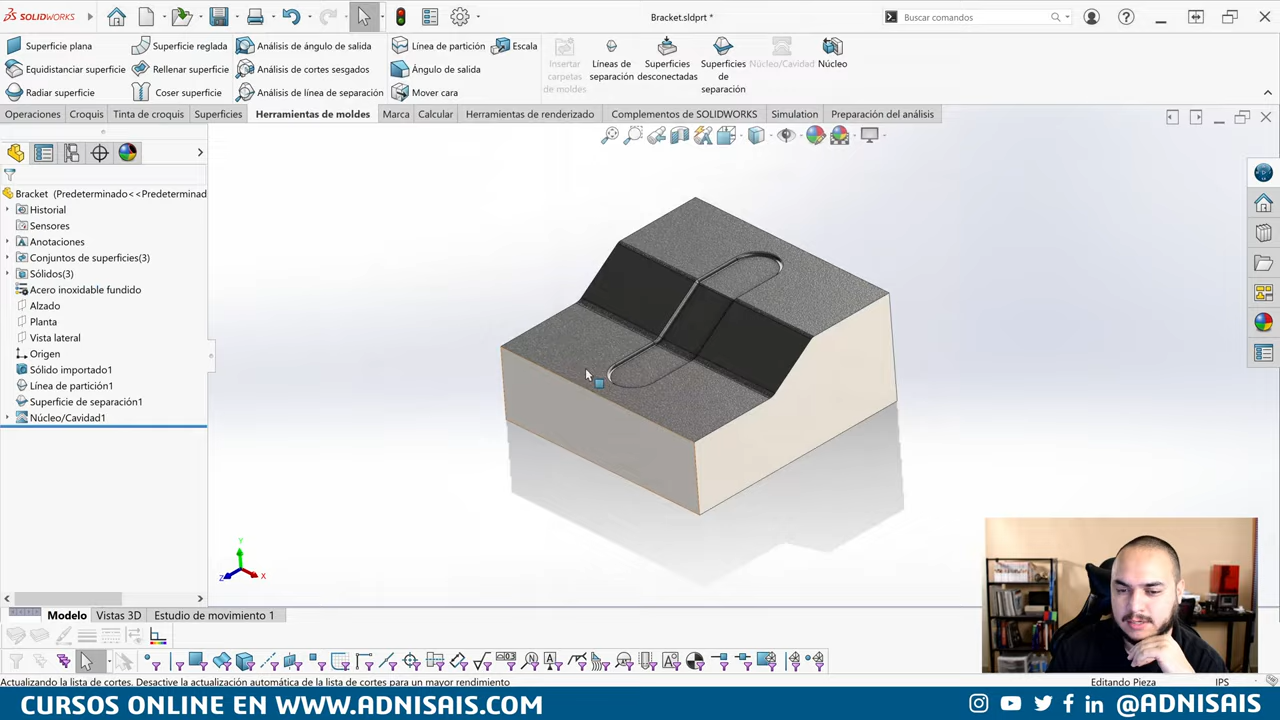 SOLIDWORKS
Bracket.sldprt *
Buscar comandos
Superficie plana
Superficie reglada
Análisis de ángulo de salida
Línea de partición
Escala
Equidistanciar superficie
Rellenar superficie
Análisis de cortes sesgados
Ángulo de salida
Radiar superficie
Coser superficie
Análisis de línea de separación
Mover cara
Insertar
carpetas
de moldes
Líneas de
separación
Superficies
desconectadas
Superficies
de
separación
Núcleo/Cavidad
Núcleo
Operaciones
Croquis
Tinta de croquis
Superficies
Herramientas de moldes
Marca
Calcular
Herramientas de renderizado
Complementos de SOLIDWORKS
Simulation
Preparación del análisis
Bracket (Predeterminado<<Predeterminad
Historial
Sensores
Anotaciones
Conjuntos de superficies(3)
Sólidos(3)
Acero inoxidable fundido
Alzado
Planta
Vista lateral
Origen
Sólido importado1
Línea de partición1
Superficie de separación1
Núcleo/Cavidad1
Y
Z
X
Modelo
Vistas 3D
Estudio de movimiento 1
Actualizando la lista de cortes. Desactive la actualización automática de la lista de cortes para un mayor rendimiento
Editando Pieza
IPS
CURSOS ONLINE EN WWW.ADNISAIS.COM
@ADNISAIS